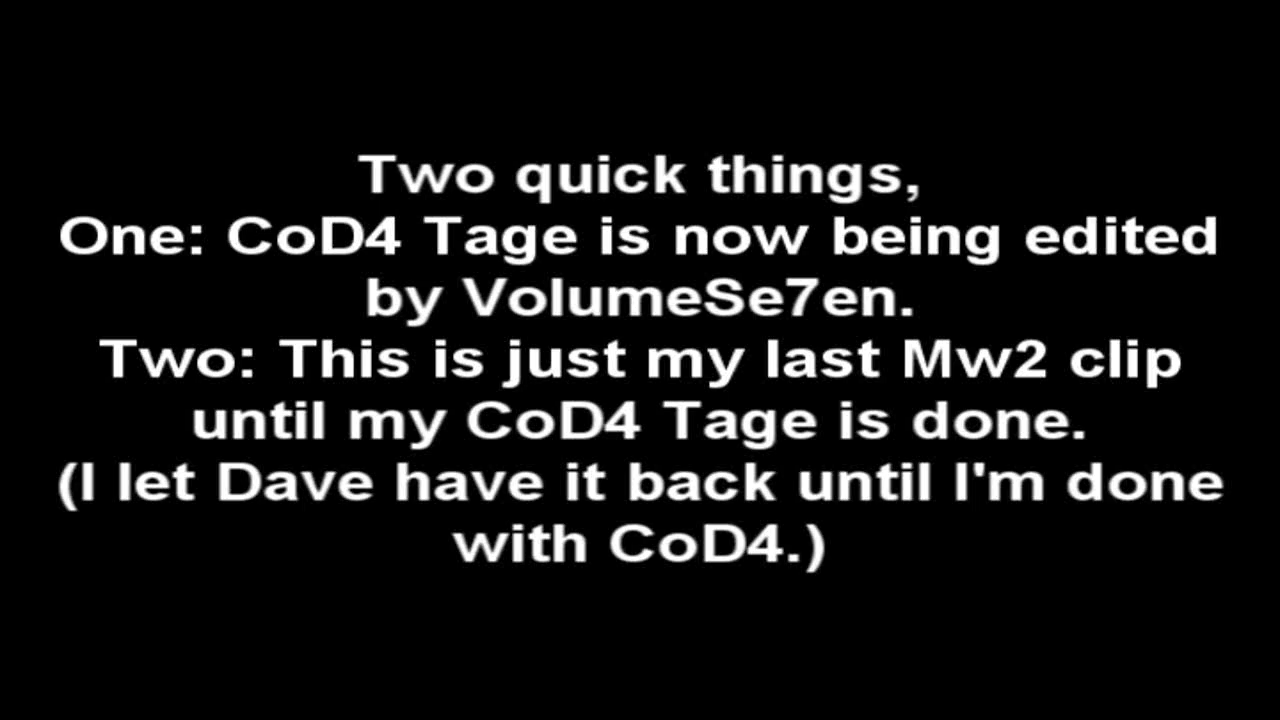 Two quick things,
One: CoD4 Tage is now being edited
by VolumeSe7en.
Two: This is just my last Mw2 clip
until my CoD4 Tage is done.
(I let Dave have it back until I'm done
with CoD4.)